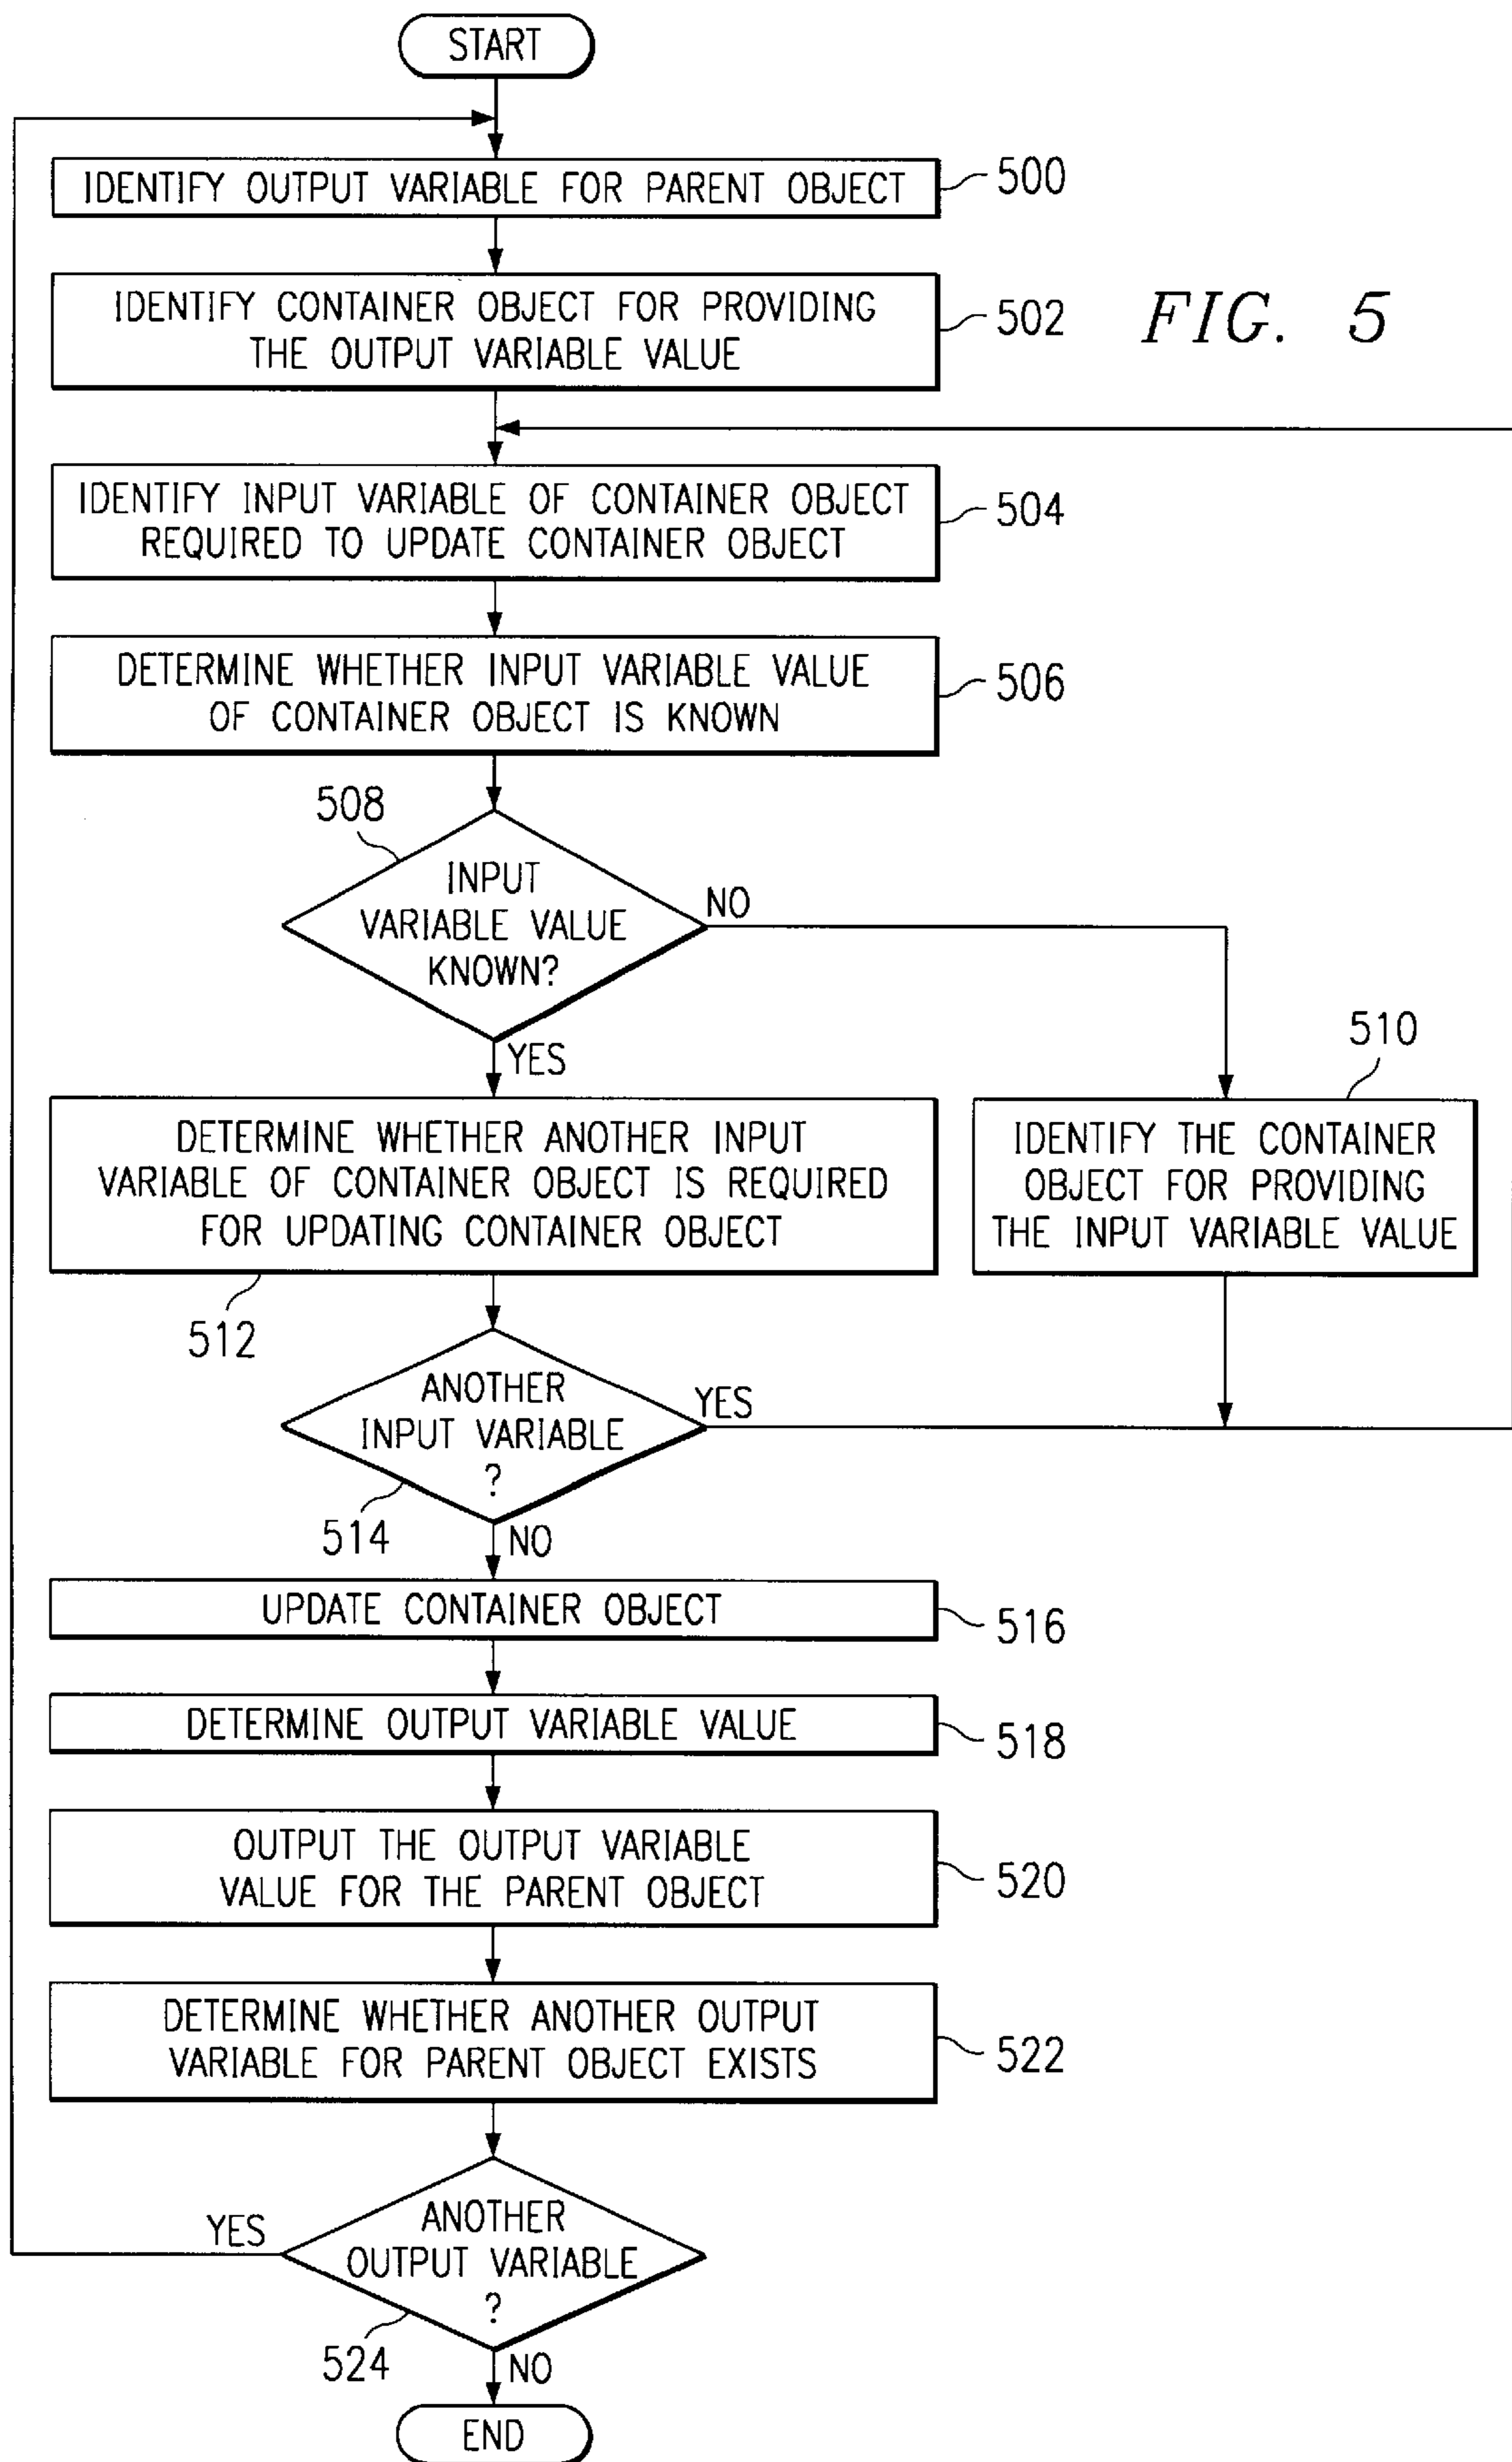 START
IDENTIFY OUTPUT VARIABLE FOR PARENT OBJECT
500
IDENTIFY CONTAINER OBJECT FOR PROVIDING
THE OUTPUT VARIABLE VALUE
502
FIG. 5
IDENTIFY INPUT VARIABLE OF CONTAINER OBJECT
REQUIRED TO UPDATE CONTAINER OBJECT
504
DETERMINE WHETHER INPUT VARIABLE VALUE
OF CONTAINER OBJECT IS KNOWN
506
508
INPUT
VARIABLE VALUE
KNOWN?
NO
YES
510
IDENTIFY THE CONTAINER
OBJECT FOR PROVIDING
THE INPUT VARIABLE VALUE
DETERMINE WHETHER ANOTHER INPUT
VARIABLE OF CONTAINER OBJECT IS REQUIRED
FOR UPDATING CONTAINER OBJECT
512
ANOTHER
INPUT VARIABLE
?
YES
514
NO
UPDATE CONTAINER OBJECT
516
DETERMINE OUTPUT VARIABLE VALUE
518
OUTPUT THE OUTPUT VARIABLE
VALUE FOR THE PARENT OBJECT
520
DETERMINE WHETHER ANOTHER OUTPUT
VARIABLE FOR PARENT OBJECT EXISTS
522
YES
ANOTHER
OUTPUT VARIABLE
?
524
NO
END